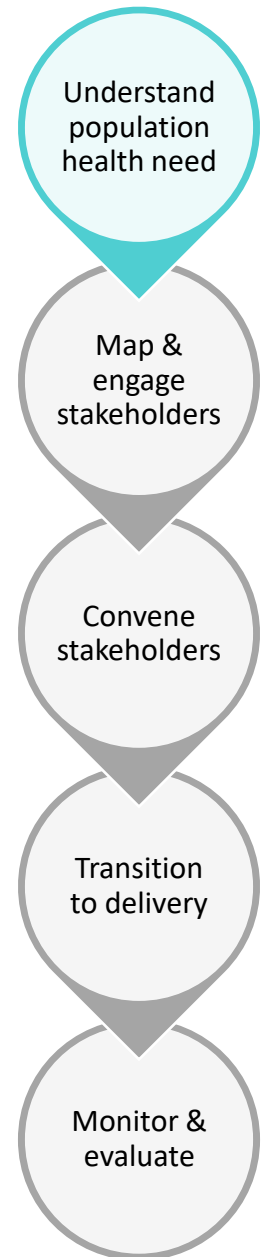 Understand
population
health need
Map &
engage
stakeholders
Convene
stakeholders
Transition
to delivery
Monitor &
evaluate